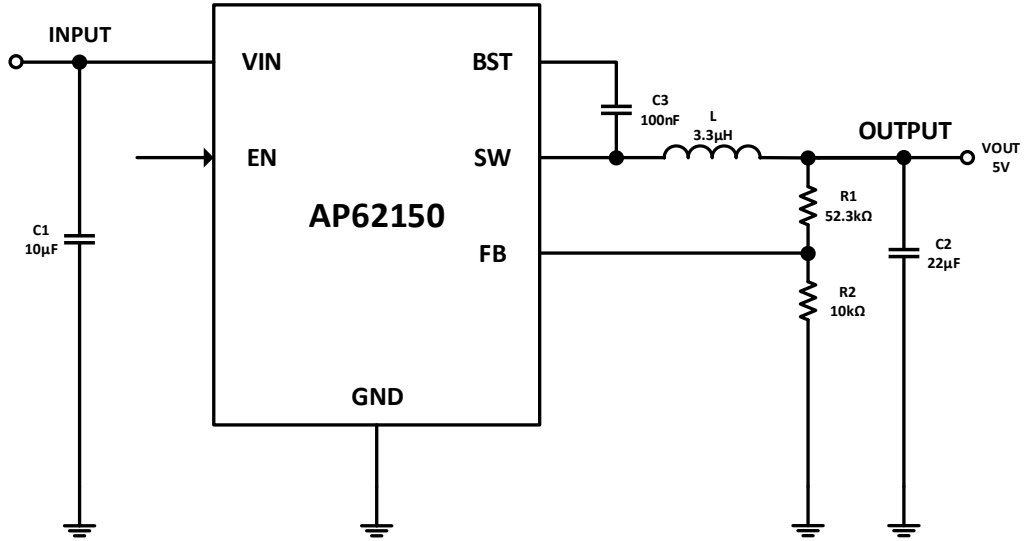 INPUT
VIN
BST
C3
100nF
L
3.3µH
OUTPUT
VOUT
5V
EN
SW
AP62150
R1
52.3kΩ
C1
10µF
FB
C2
22µF
R2
10kΩ
GND